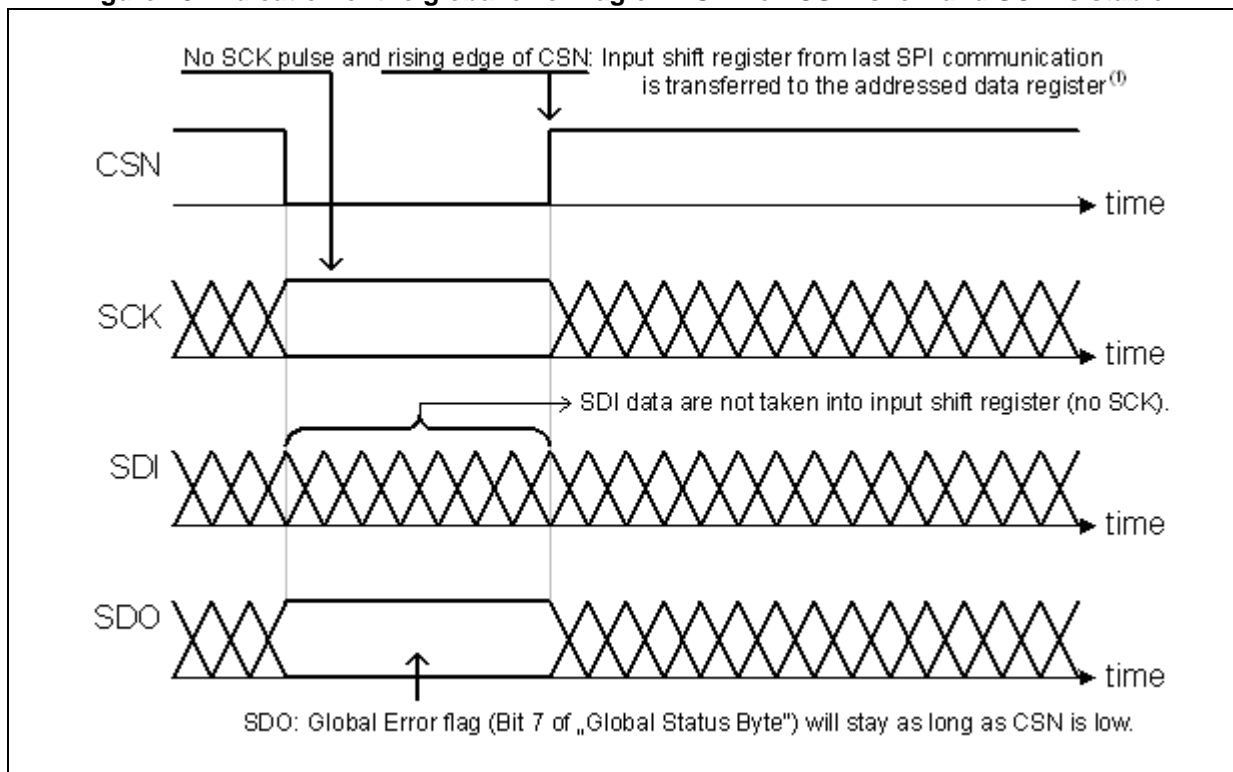 No SCK pulse and rising edge of CSN: Input shift register from last SPI communication
is transferred to the addressed data register(1)
CSN
time
SCK
time
SDI data are not taken into input shift register (no SCK).
SDI
time
SDO
time
SDO: Global Error flag (Bit 7 of „Global Status Byte") will stay as long as CSN is low.